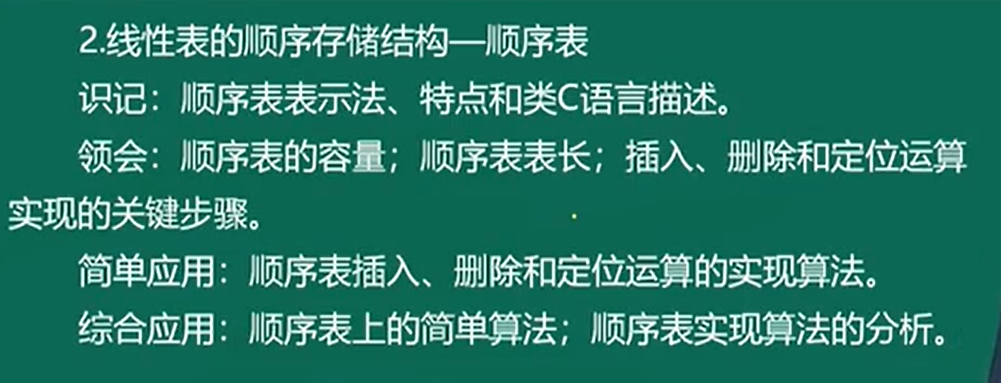 2.线性表的顺序存储结构—顺序表
识记：顺序表表示法、特点和类C语言描述。
领会：顺序表的容量；顺序表表长；插入、删除和定位运算
实现的关键步骤。
简单应用：顺序表插入、删除和定位运算的实现算法。
综合应用：顺序表上的简单算法；顺序表实现算法的分析。